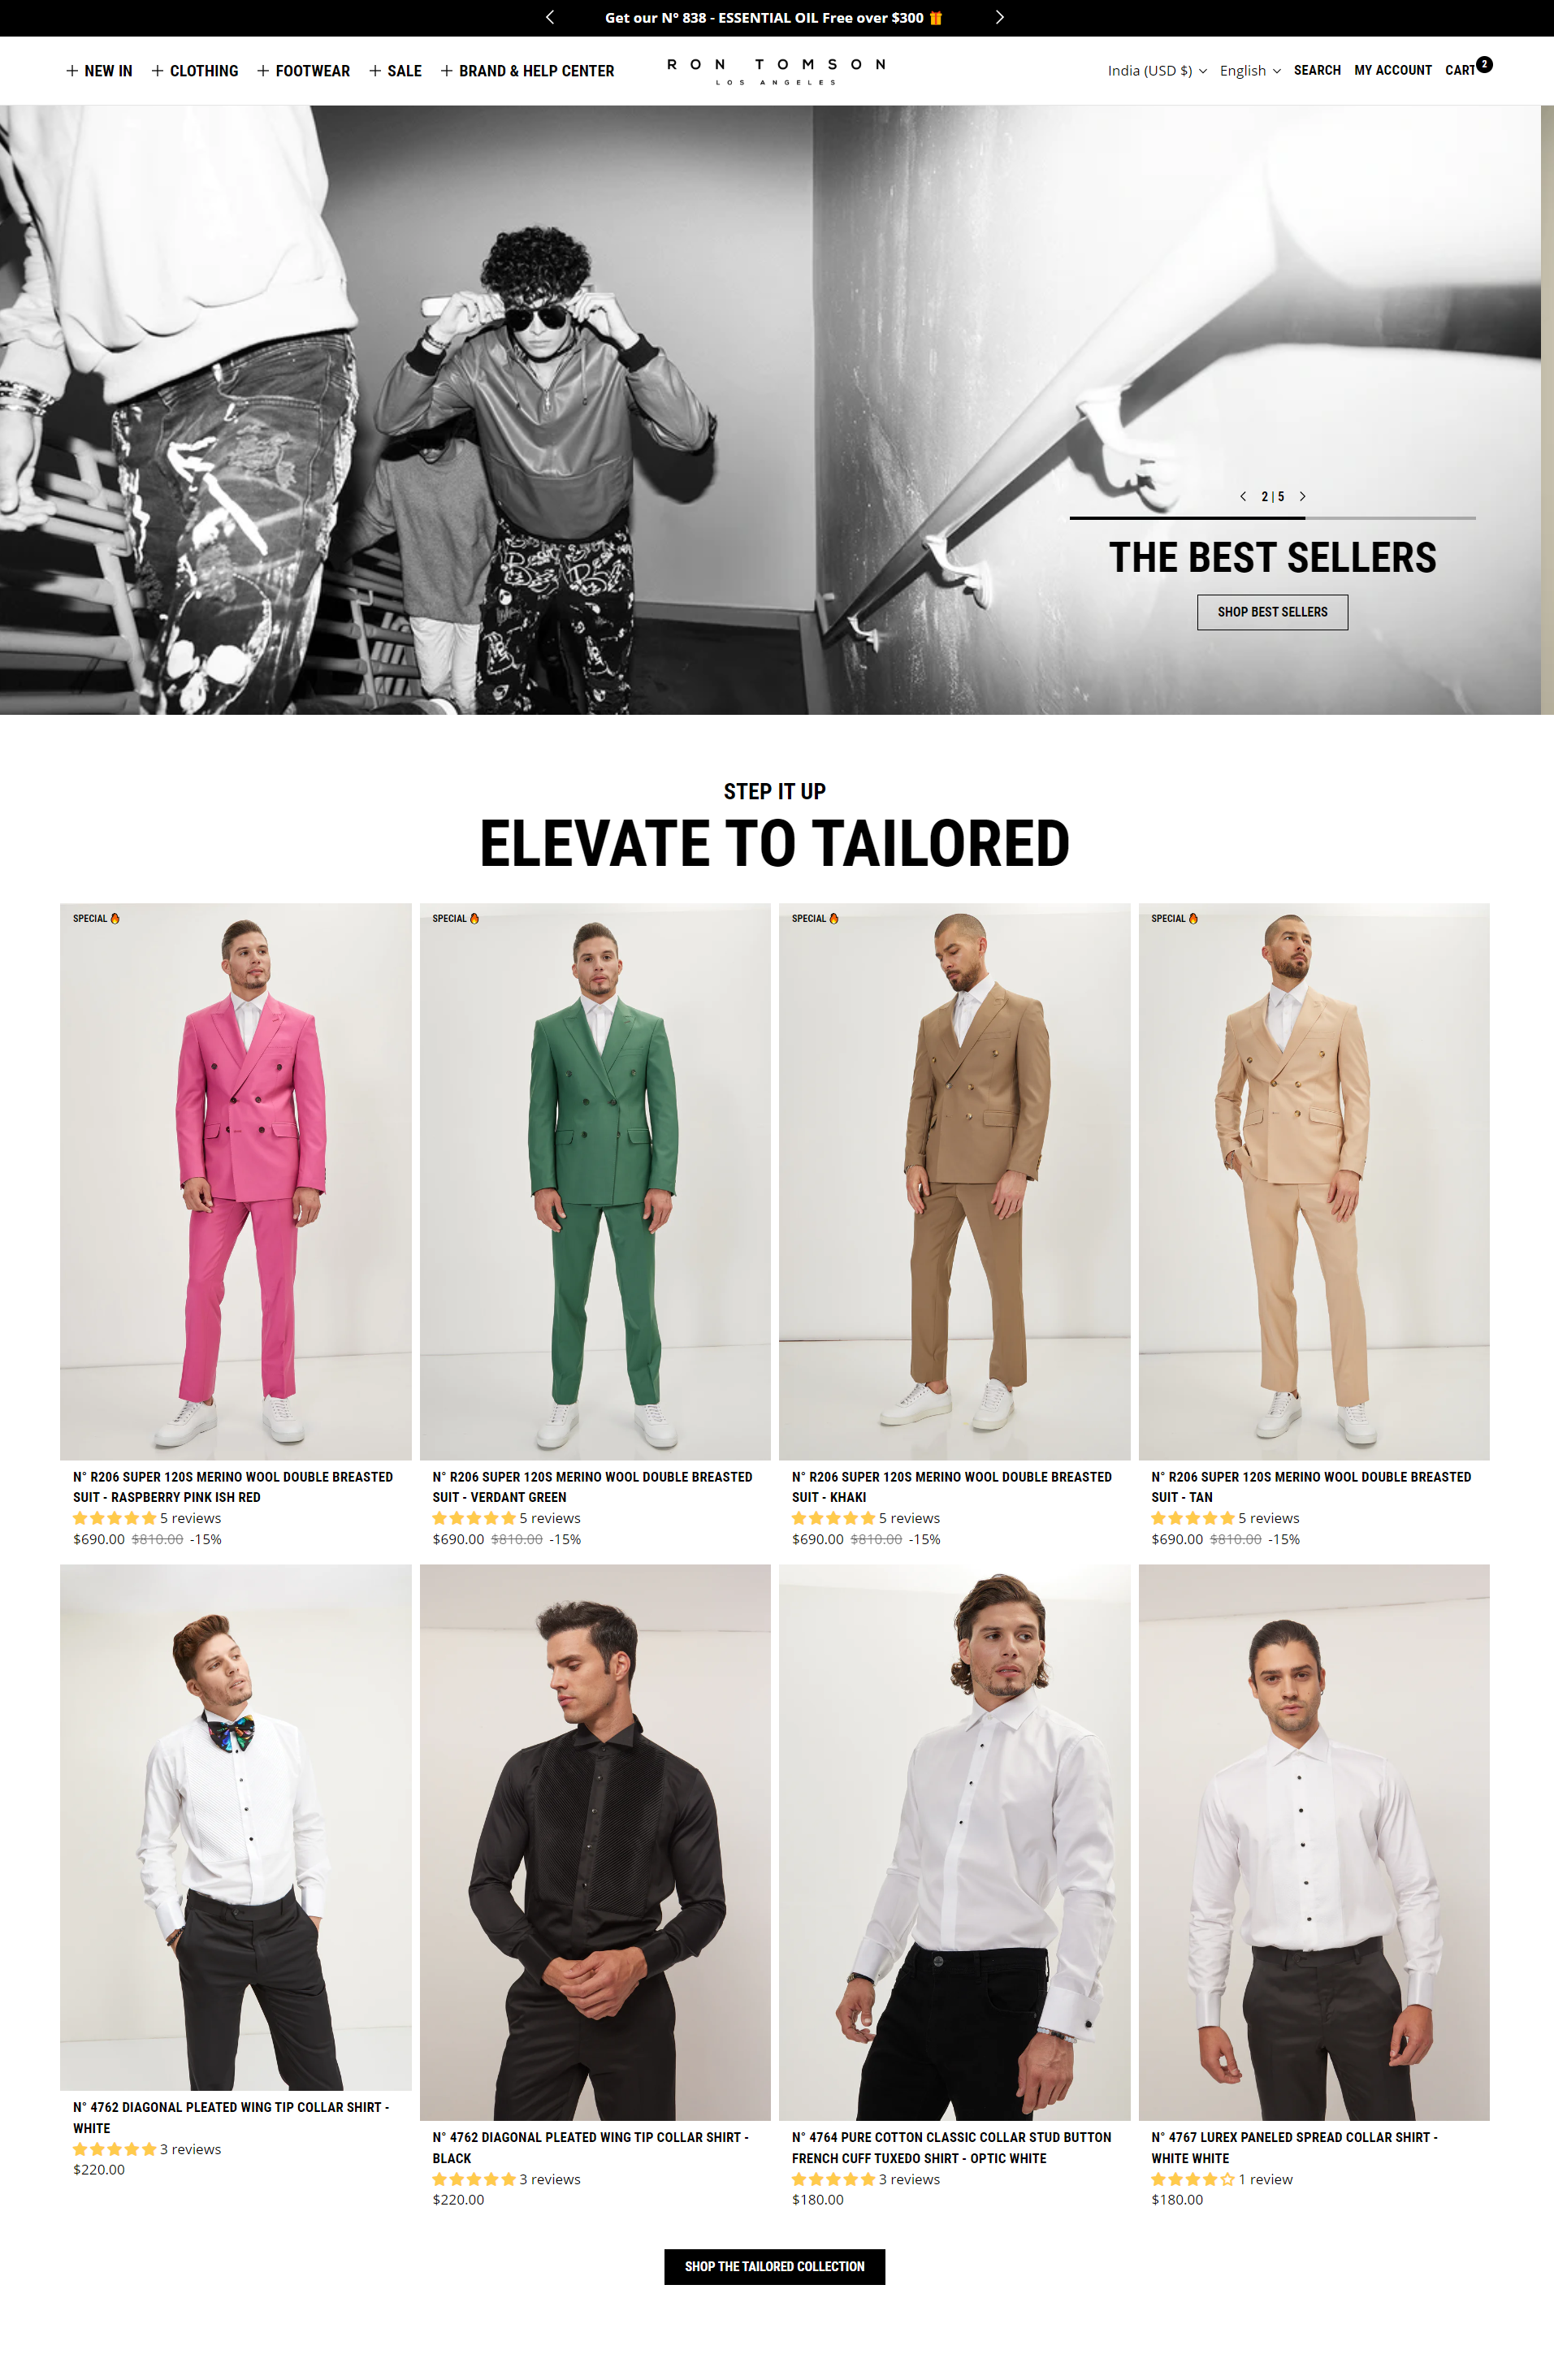 Get our N° 838 - ESSENTIAL OIL Free over $300 🎁
NEW IN
CLOTHING
FOOTWEAR
SALE
BRAND & HELP CENTER
RON TOMSON
LOS ANGELES
India (USD $)
English
SEARCH
MY ACCOUNT
CART
2
2 | 5
THE BEST SELLERS
SHOP BEST SELLERS
STEP IT UP
ELEVATE TO TAILORED
SPECIAL 🔥
N° R206 SUPER 120S MERINO WOOL DOUBLE BREASTED
SUIT - RASPBERRY PINK ISH RED
5 reviews
$690.00 $810.00 -15%
SPECIAL 🔥
N° R206 SUPER 120S MERINO WOOL DOUBLE BREASTED
SUIT - VERDANT GREEN
5 reviews
$690.00 $810.00 -15%
SPECIAL 🔥
N° R206 SUPER 120S MERINO WOOL DOUBLE BREASTED
SUIT - KHAKI
5 reviews
$690.00 $810.00 -15%
SPECIAL 🔥
N° R206 SUPER 120S MERINO WOOL DOUBLE BREASTED
SUIT - TAN
5 reviews
$690.00 $810.00 -15%
N° 4762 DIAGONAL PLEATED WING TIP COLLAR SHIRT -
WHITE
3 reviews
$220.00
N° 4762 DIAGONAL PLEATED WING TIP COLLAR SHIRT -
BLACK
3 reviews
$220.00
N° 4764 PURE COTTON CLASSIC COLLAR STUD BUTTON
FRENCH CUFF TUXEDO SHIRT - OPTIC WHITE
3 reviews
$180.00
N° 4767 LUREX PANELED SPREAD COLLAR SHIRT -
WHITE WHITE
1 review
$180.00
SHOP THE TAILORED COLLECTION